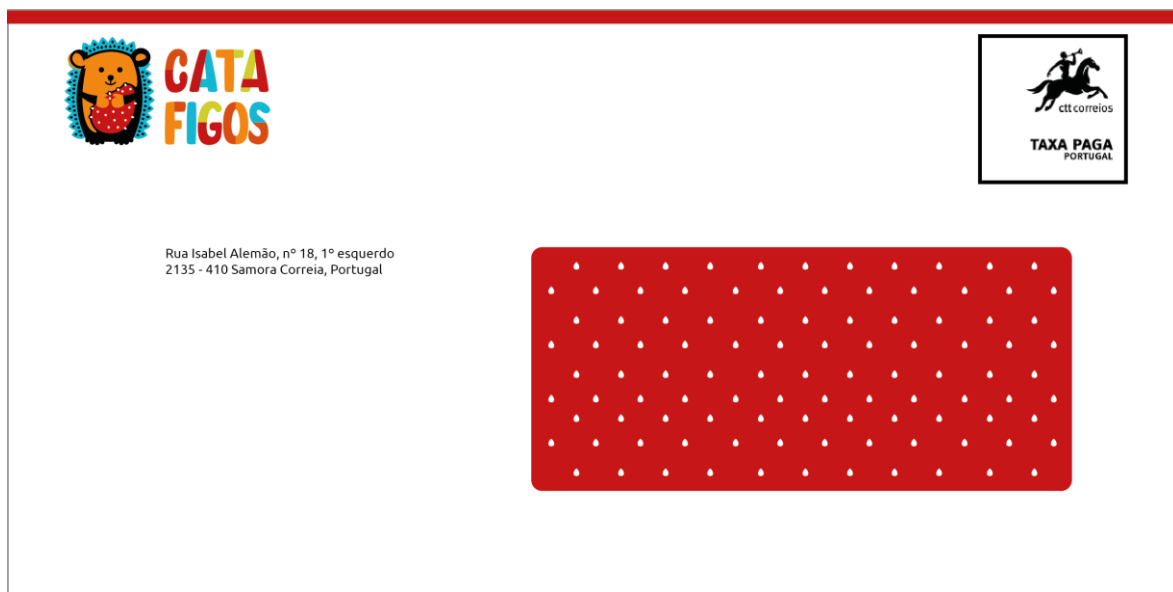 CATA
FIGOS
ctt correios
TAXA PAGA
PORTUGAL
Rua Isabel Alemão, nº 18, 1º esquerdo
2135 - 410 Samora Correia, Portugal